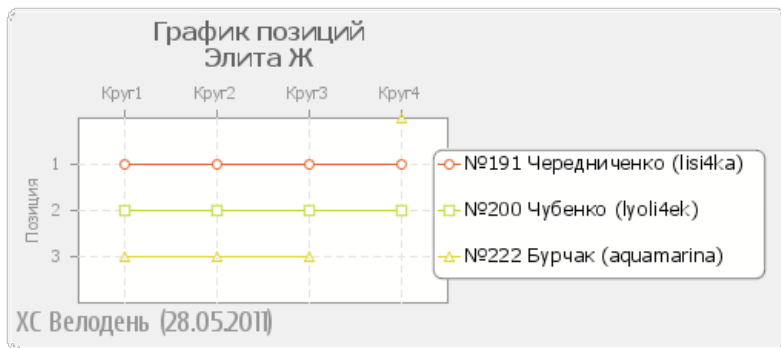 График позиций
Элита Ж
Круг1 Круг2 Круг3 Круг4
Позиция
1
2
3
№191 Чередниченко (lisi4ka)
№200 Чубенко (lyoli4ek)
№222 Бурчак (aquamarina)
ХС Велодень (28.05.2011)